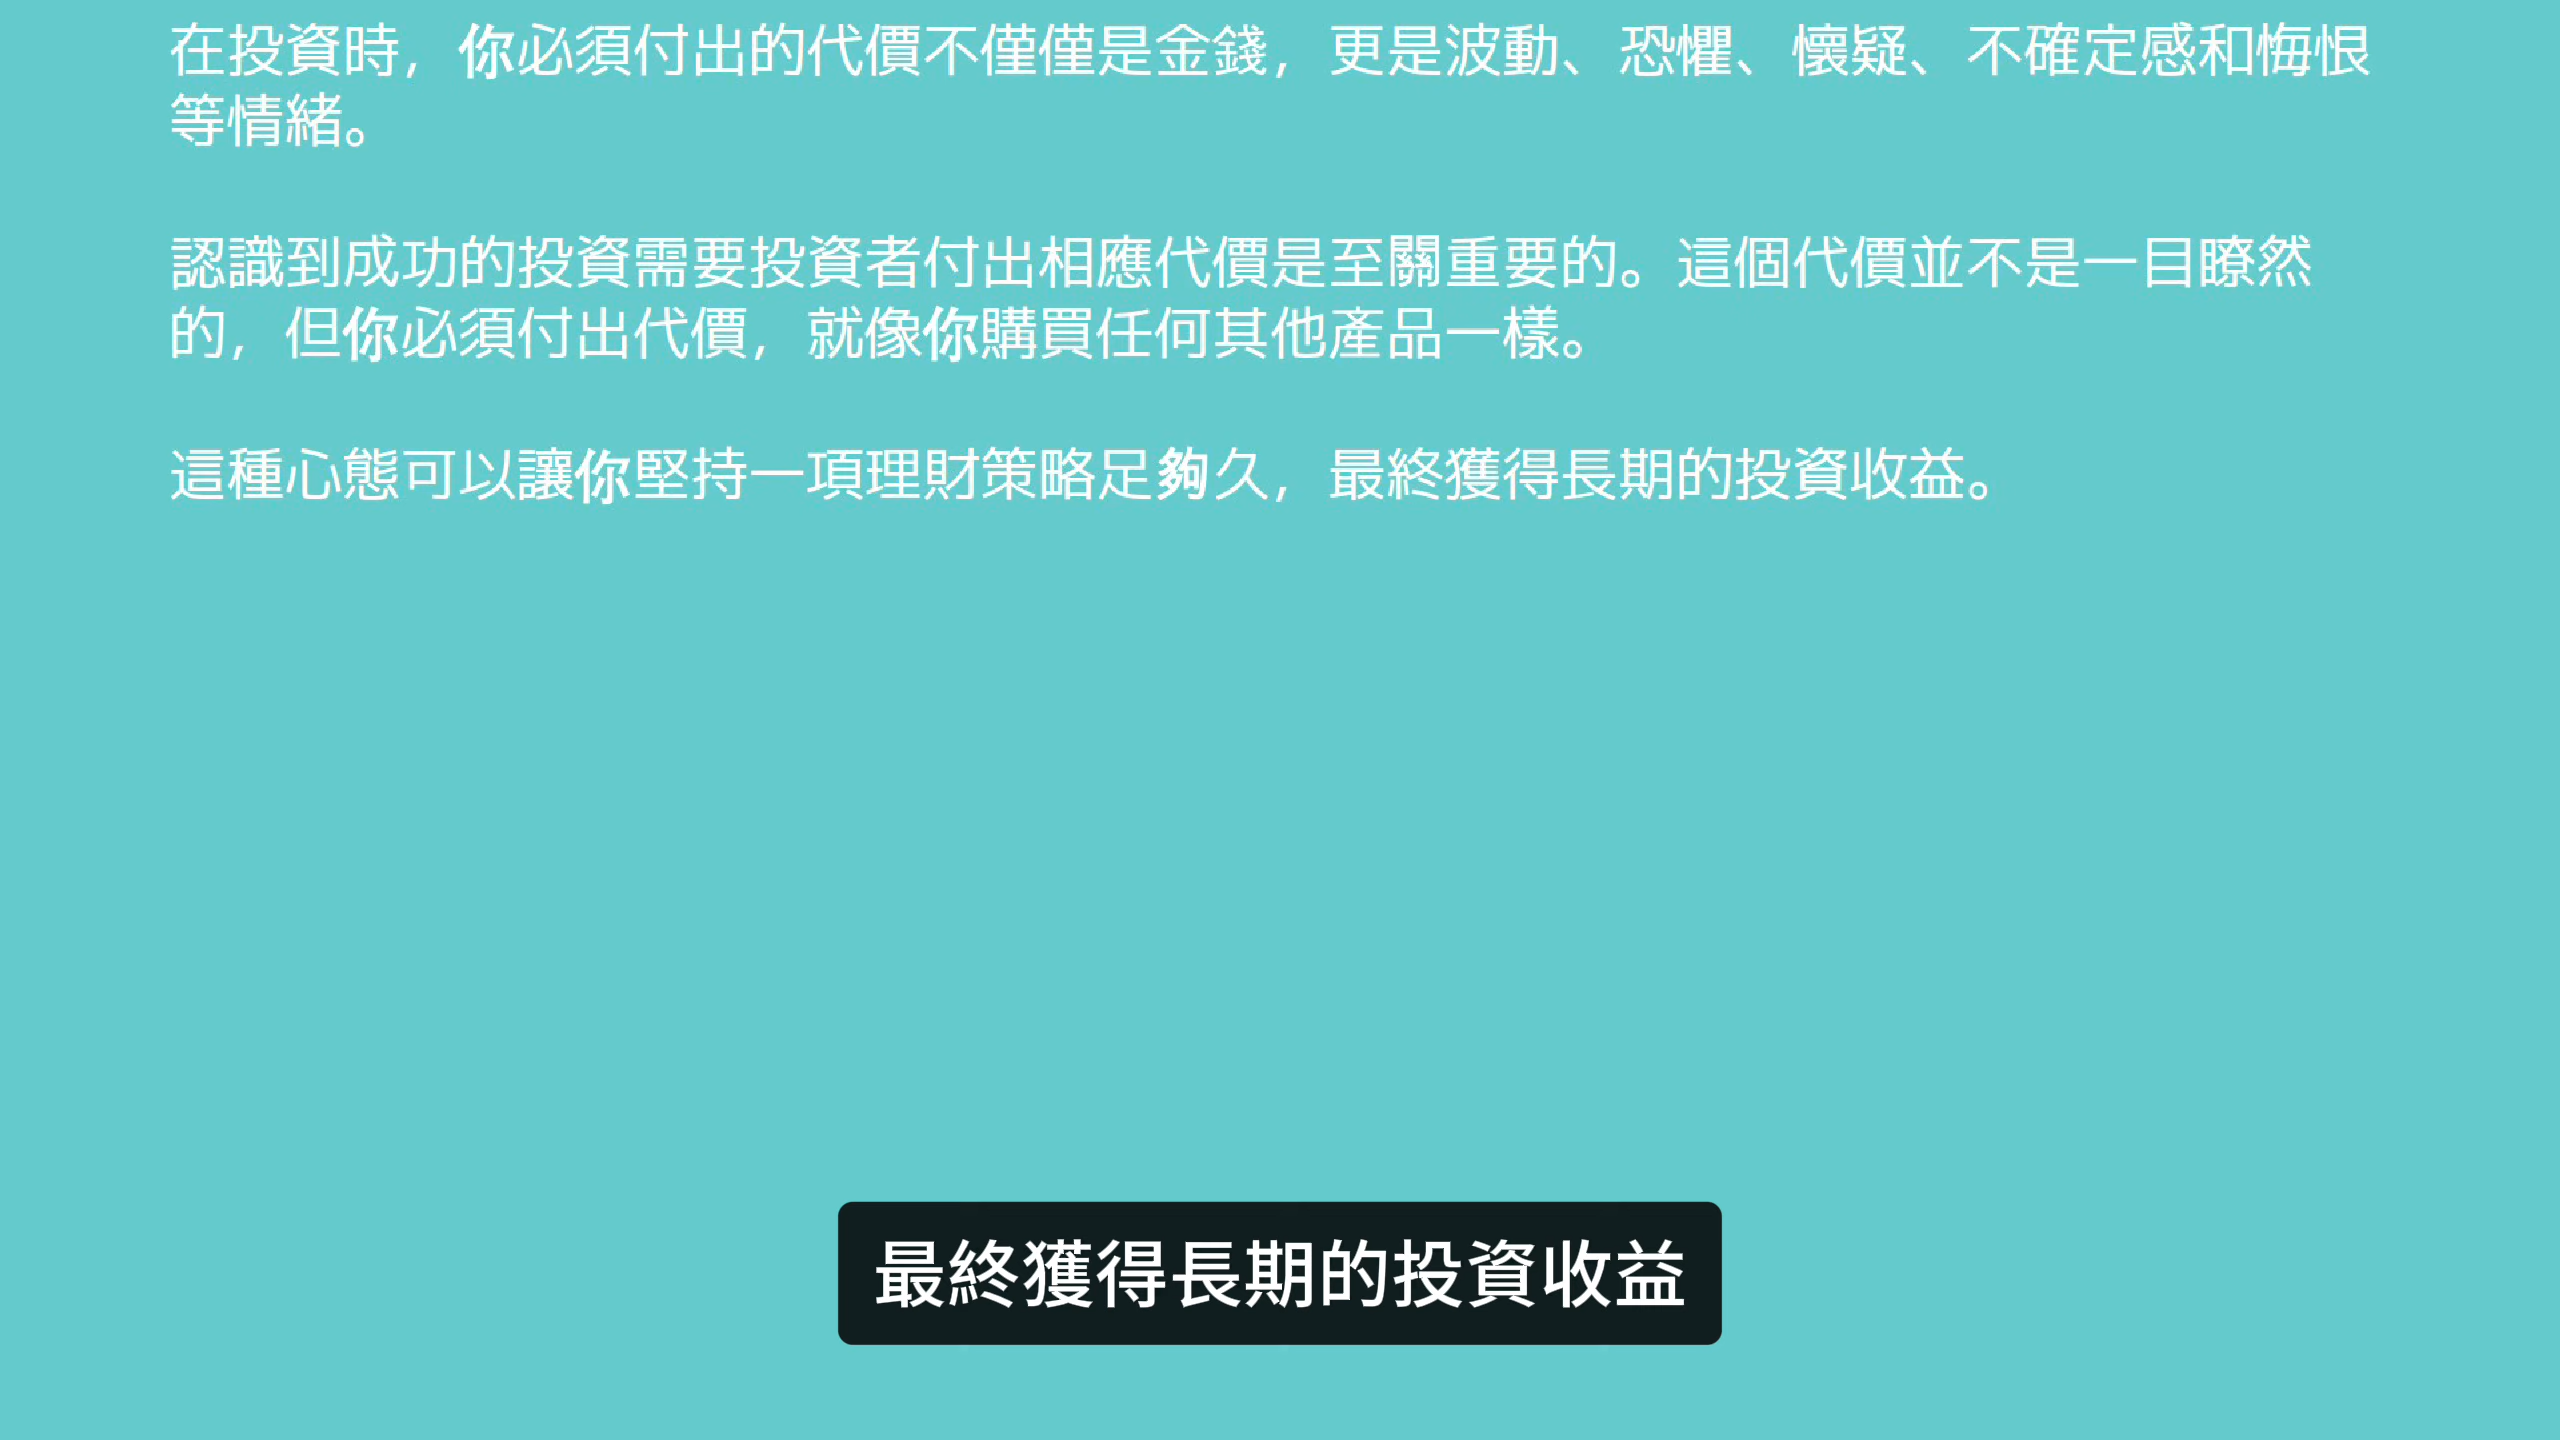 在投資時，你必須付出的代價不僅僅是金錢，更是波動、恐懼、懷疑、不確定感和悔恨
等情緒。
認識到成功的投資需要投資者付出相應代價是至關重要的。這個代價並不是一目瞭然
的，但你必須付出代價，就像你購買任何其他產品一樣。
這種心態可以讓你堅持一項理財策略足夠久，最終獲得長期的投資收益。
最終獲得長期的投資收益